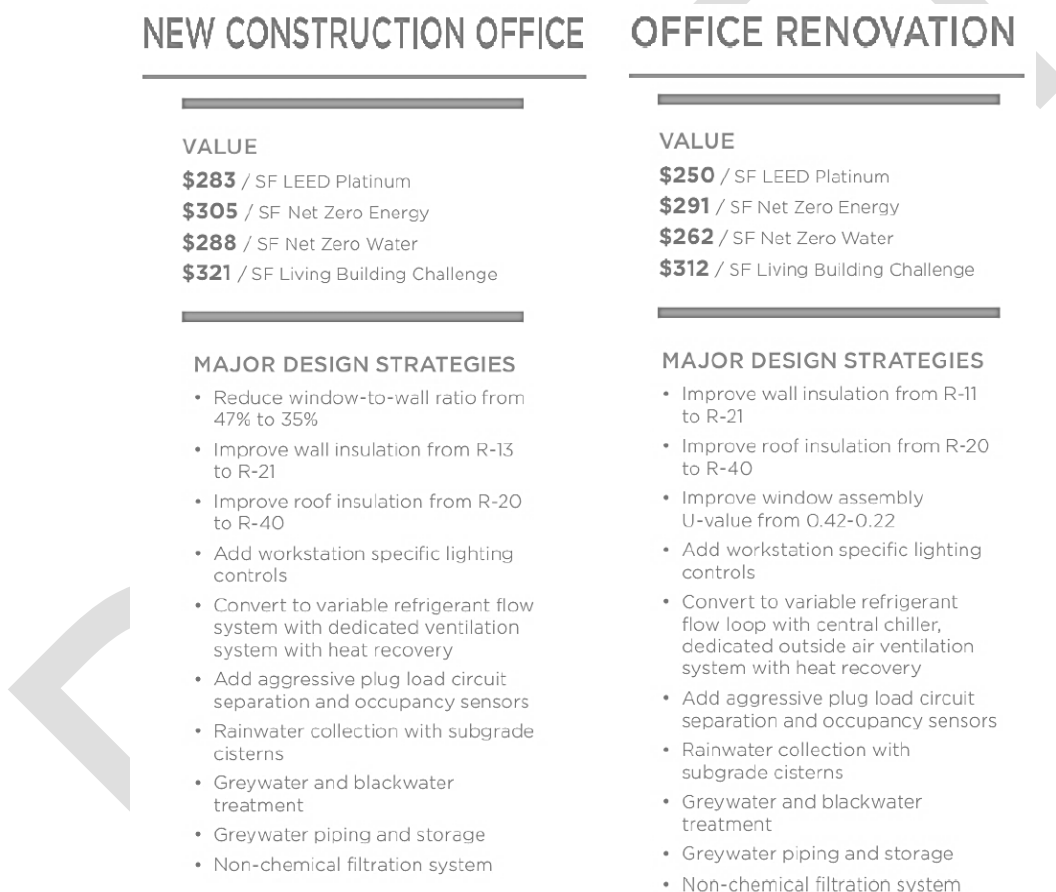 NEW CONSTRUCTION OFFICE
VALUE
$283 / SF LEED Platinum
$305 / SF Net Zero Energy
$288 / SF Net Zero Water
$321 / SF Living Building Challenge
MAJOR DESIGN STRATEGIES
• Reduce window-to-wall ratio from
47% to 35%
• Improve wall insulation from R-13
to R-21
• Improve roof insulation from R-20
to R-40
• Add workstation specific lighting
controls
• Convert to variable refrigerant flow
system with dedicated ventilation
system with heat recovery
• Add aggressive plug load circuit
separation and occupancy sensors
• Rainwater collection with subgrade
cisterns
• Greywater and blackwater
treatment
• Greywater piping and storage
• Non-chemical filtration system
OFFICE RENOVATION
VALUE
$250 / SF LEED Platinum
$291 / SF Net Zero Energy
$262 / SF Net Zero Water
$312 / SF Living Building Challenge
MAJOR DESIGN STRATEGIES
• Improve wall insulation from R-11
to R-21
• Improve roof insulation from R-20
to R-40
• Improve window assembly
U-value from 0.42-0.22
• Add workstation specific lighting
controls
• Convert to variable refrigerant
flow loop with central chiller,
dedicated outside air ventilation
system with heat recovery
• Add aggressive plug load circuit
separation and occupancy sensors
• Rainwater collection with
subgrade cisterns
• Greywater and blackwater
treatment
• Greywater piping and storage
• Non-chemical filtration system